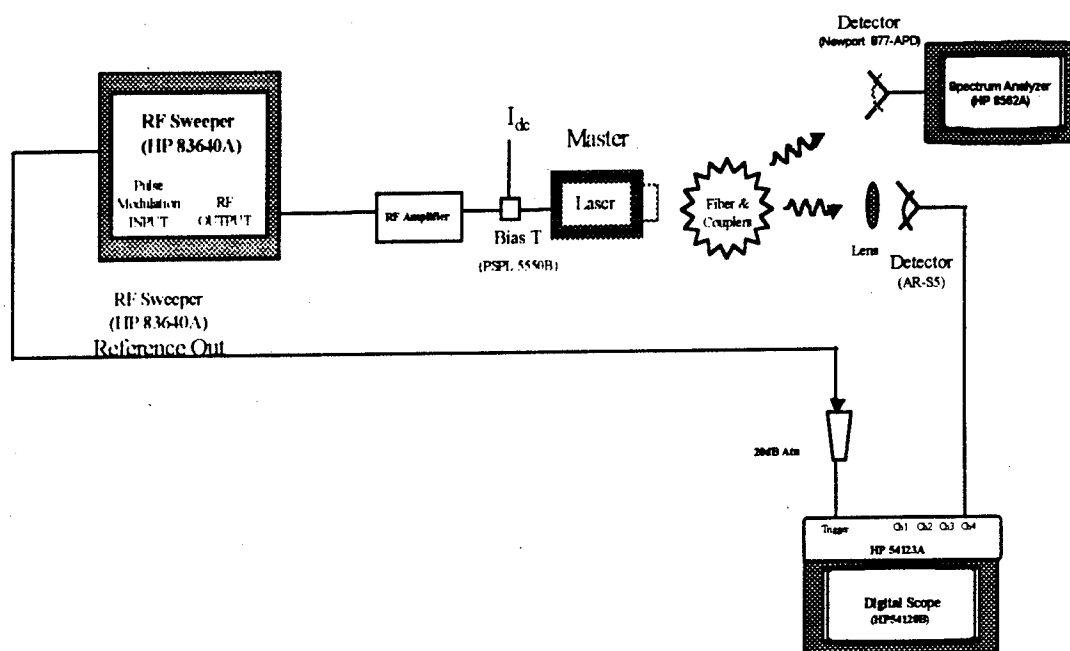 Detector
(Newport 877-APD)
Spectrum Analyzer
(HP 8562A)
RF Sweeper
(HP 83640A)
Pulse
Modulation
INPUT
RF
OUTPUT
I_dc
Master
RF Amplifier
Laser
Bias T
(PSPL 5550B)
Fiber &
Couplers
Lens
Detector
(AR-S5)
RF Sweeper
(HP 83640A)
Reference Out
20dB Attn
Trigger
Ch1 Ch2 Ch3 Ch4
HP 54123A
Digital Scope
(HP54120B)